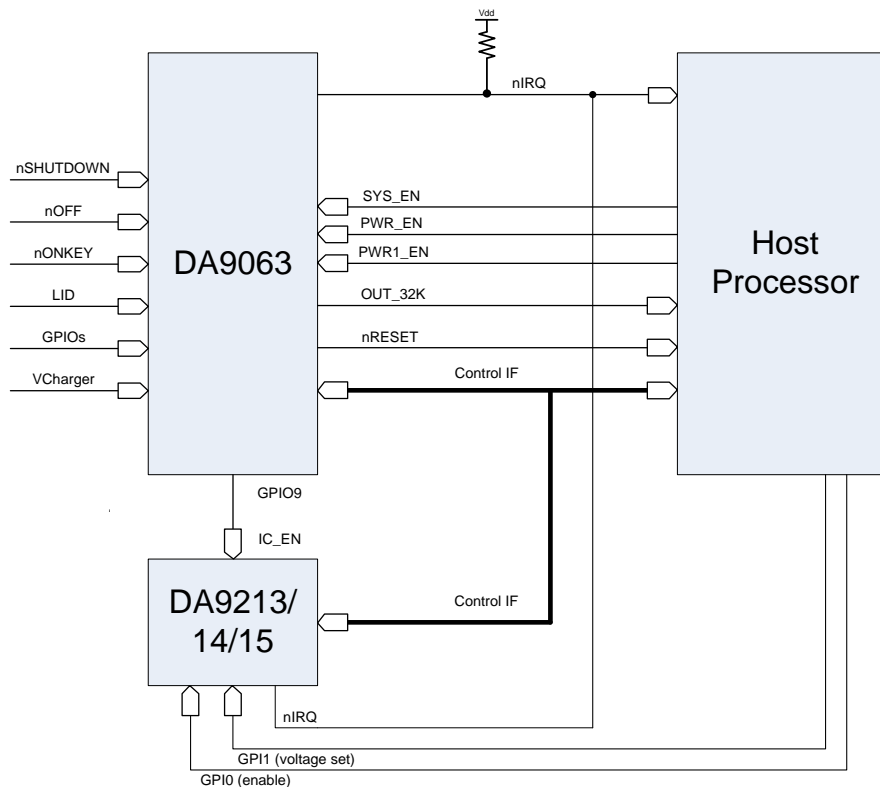 Vdd
nIRQ
nSHUTDOWN
nOFF
nONKEY
LID
GPIOs
VCharger
DA9063
SYS_EN
PWR_EN
PWR1_EN
OUT_32K
nRESET
Control IF
Host
Processor
GPIO9
IC_EN
DA9213/
14/15
Control IF
nIRQ
GPI1 (voltage set)
GPI0 (enable)